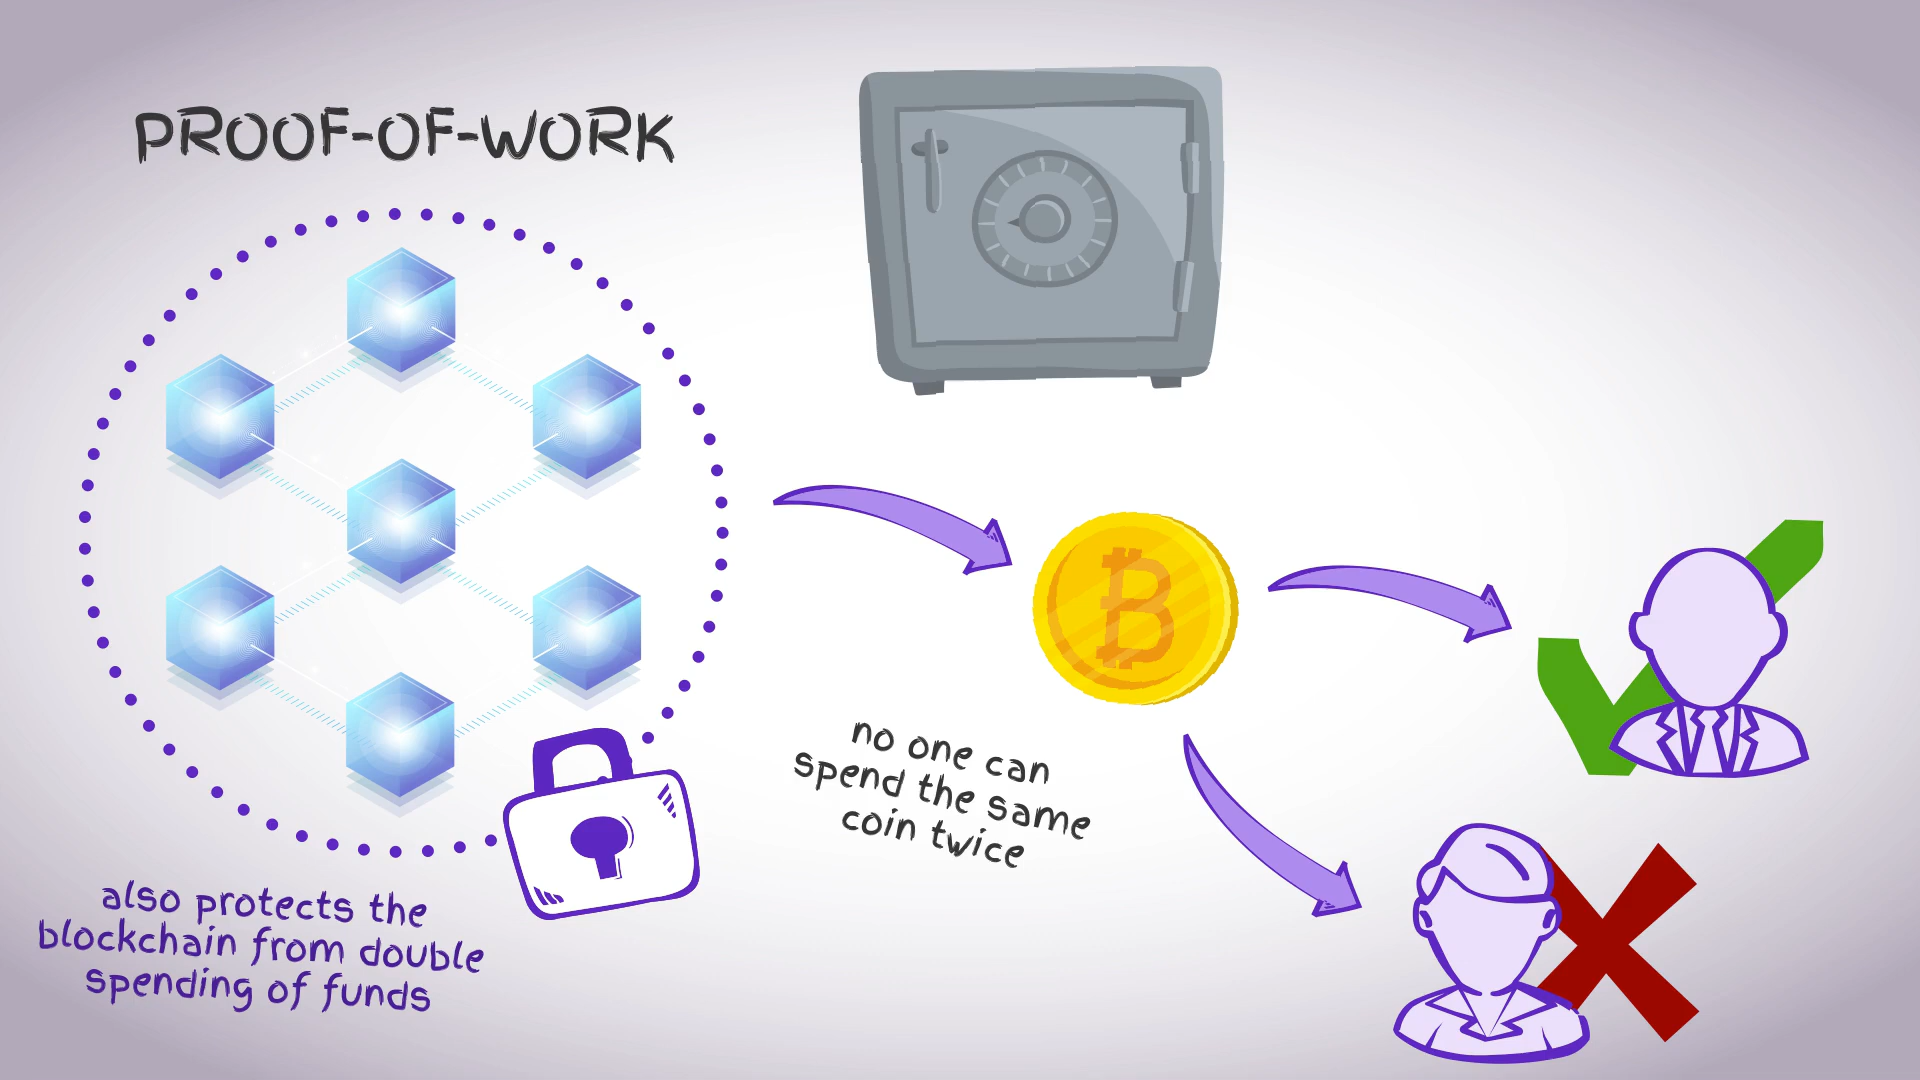 PROOF-OF-WORK
no one can
spend the same
coin twice
also protects the
blockchain from double
spending of funds